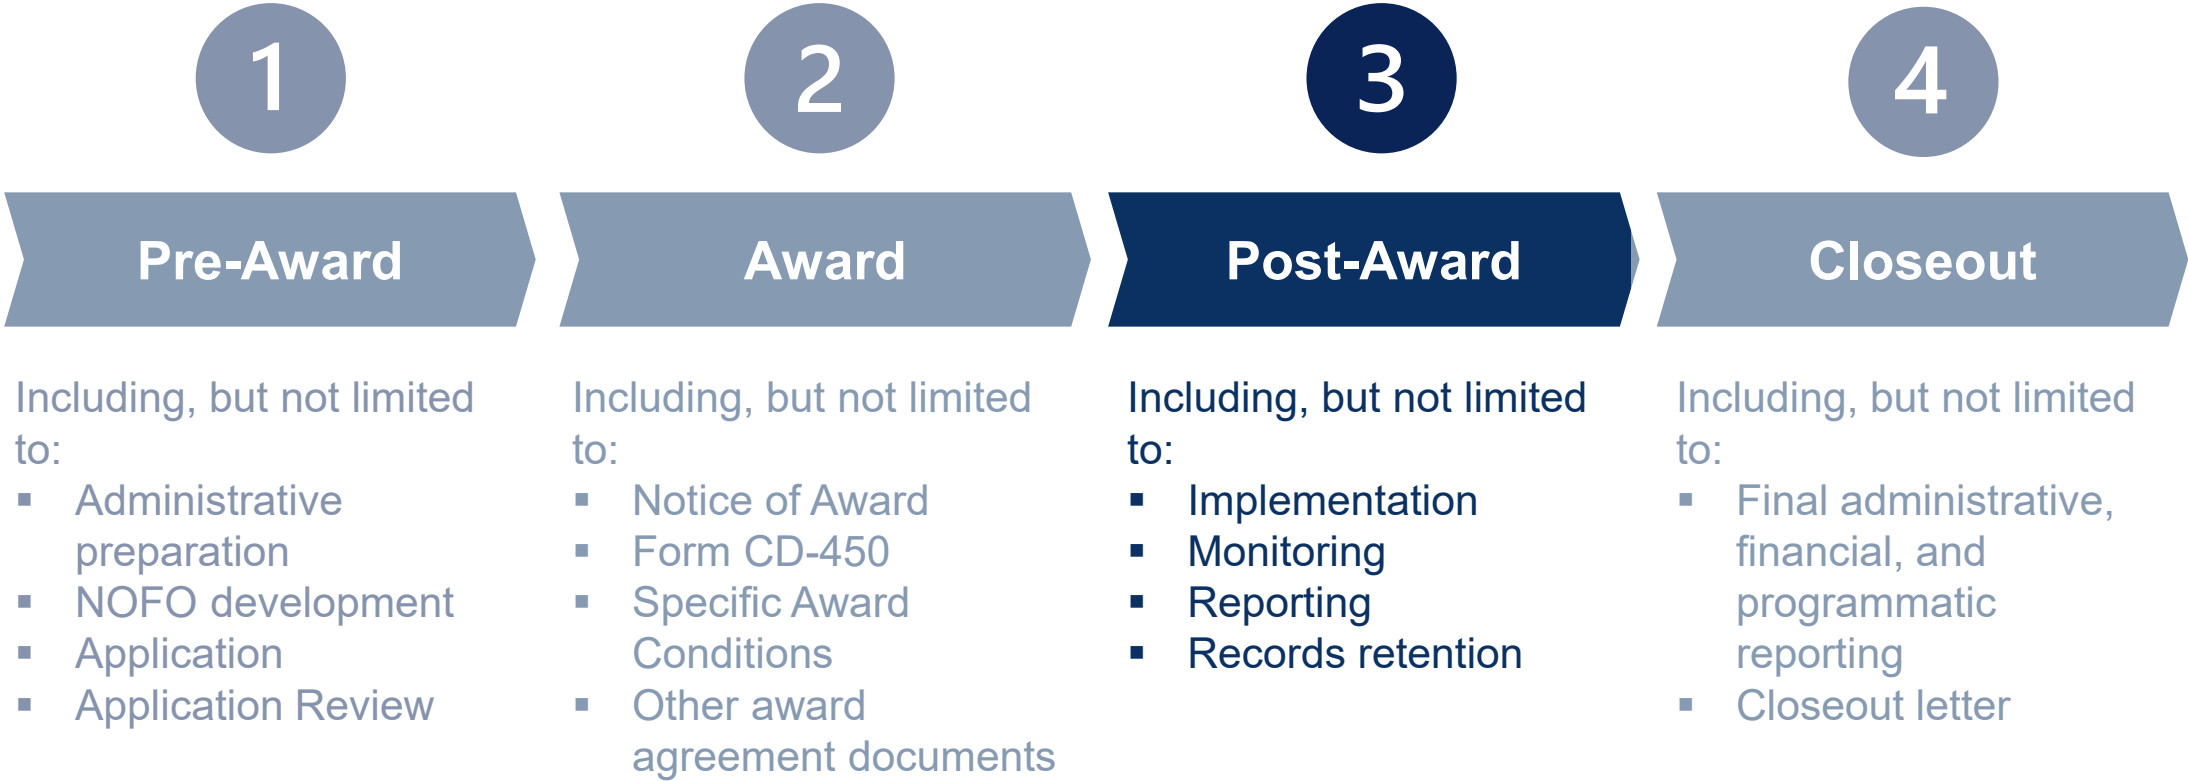 1
Pre-Award
Including, but not limited
to:
▪ Administrative
preparation
▪ NOFO development
▪ Application
▪ Application Review
2
Award
Including, but not limited
to:
▪ Notice of Award
▪ Form CD-450
▪ Specific Award
Conditions
▪ Other award
agreement documents
3
Post-Award
Including, but not limited
to:
▪ Implementation
▪ Monitoring
▪ Reporting
▪ Records retention
4
Closeout
Including, but not limited
to:
▪ Final administrative,
financial, and
programmatic
reporting
▪ Closeout letter